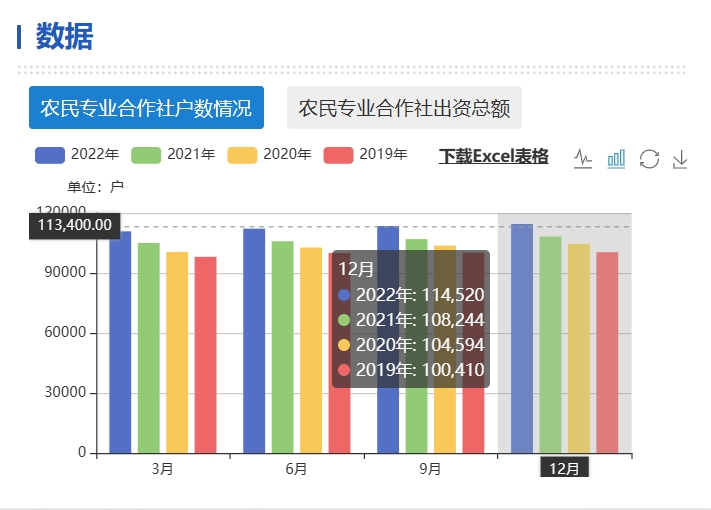 数据
农民专业合作社户数情况
农民专业合作社出资总额
2022年
2021年
2020年
2019年
下载Excel表格
单位：户
120000
113,400.00
90000
60000
30000
0
12月
2022年: 114,520
2021年: 108,244
2020年: 104,594
2019年: 100,410
3月
6月
9月
12月